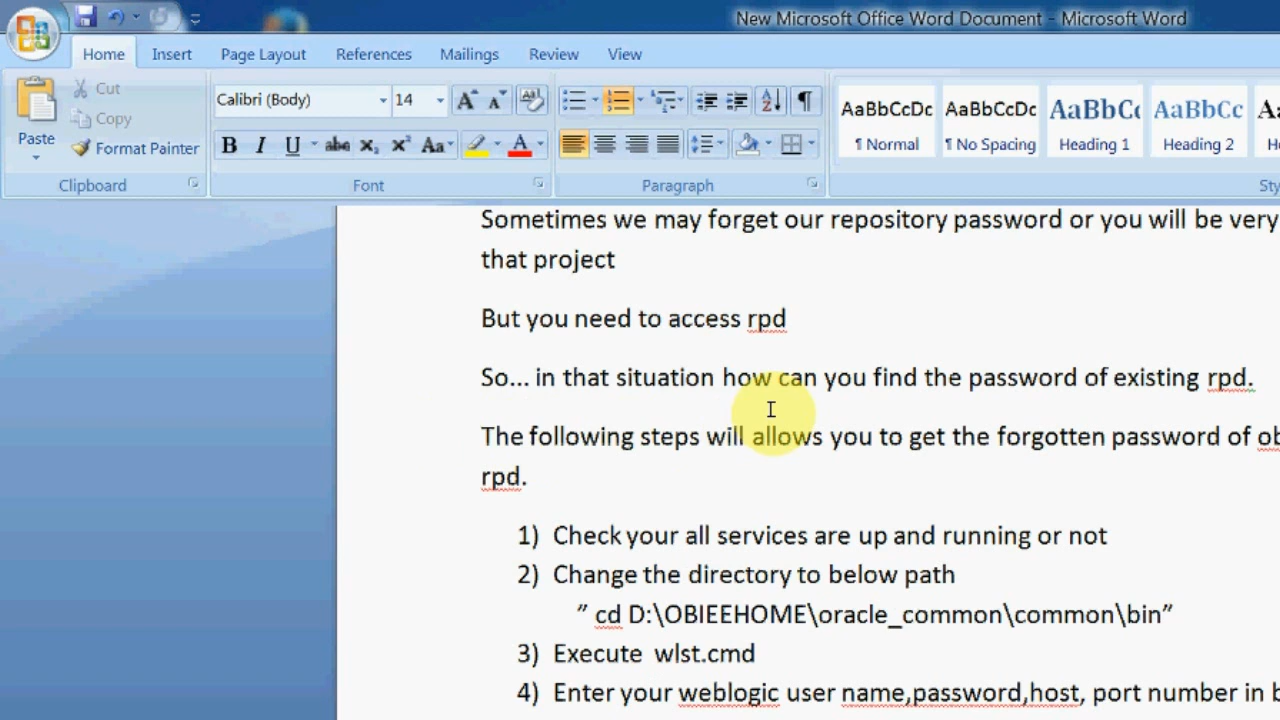 New Microsoft Office Word Document - Microsoft Word
Home Insert Page Layout References Mailings Review View
Cut
Copy
Format Painter
Paste
Clipboard
Calibri (Body) 14
B I U abc X₂ X² Aa A
Font
Paragraph
AaBbCcDc AaBbCcDc AaBbC AaBbCc
¶ Normal ¶ No Spacing Heading 1 Heading 2
Sometimes we may forget our repository password or you will be very
that project
But you need to access rpd
So... in that situation how can you find the password of existing rpd.
The following steps will allows you to get the forgotten password of ob
rpd.
1) Check your all services are up and running or not
2) Change the directory to below path
” cd D:\OBIEEHOME\oracle_common\common\bin”
3) Execute wlst.cmd
4) Enter your weblogic user name,password,host, port number in b